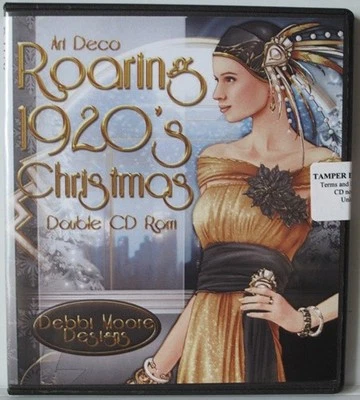 Art Deco
Roaring
1920's
Christmas
Double CD Rom
TAMPER
Terms and
CD
Debbi Moore
Designs